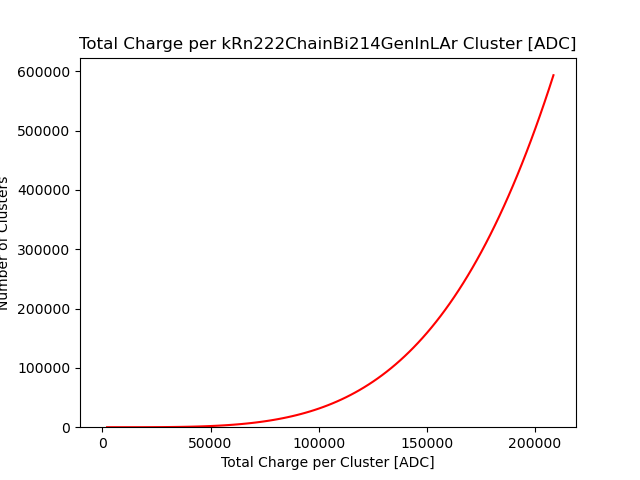 Total Charge per kRn222ChainBi214GenInLAr Cluster [ADC]
600000
500000
400000
300000
200000
100000
0
Number of Clusters
0 50000 100000 150000 200000
Total Charge per Cluster [ADC]